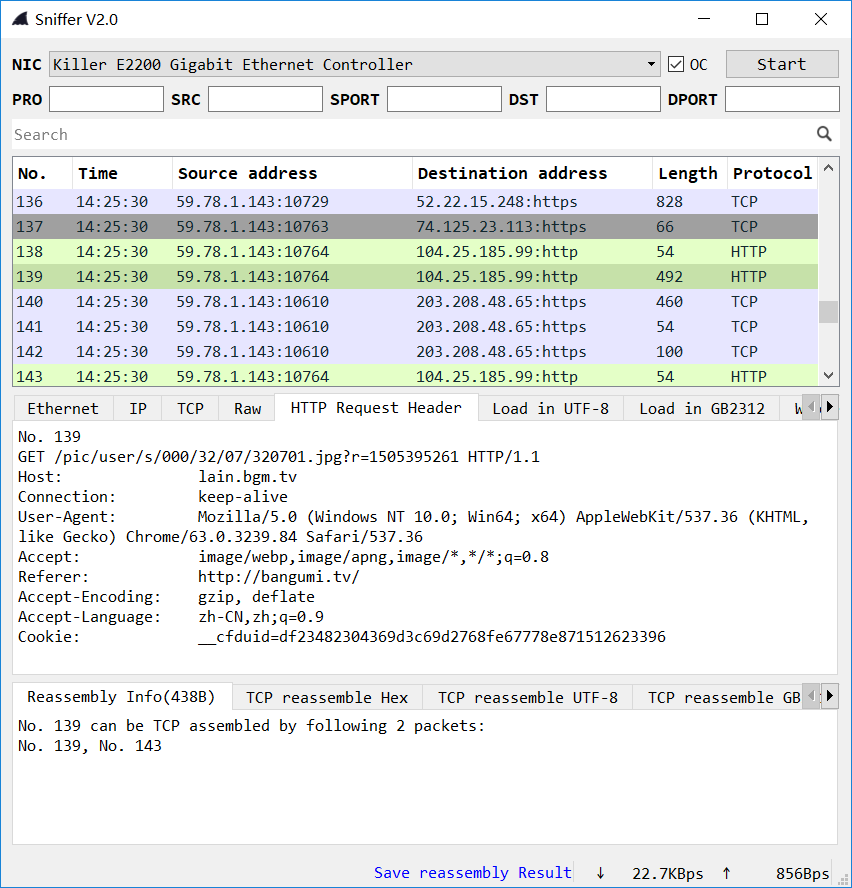 Sniffer V2.0
NIC Killer E2200 Gigabit Ethernet Controller OC Start
PRO SRC SPORT DST DPORT
Search
No. Time Source address Destination address Length Protocol
136 14:25:30 59.78.1.143:10729 52.22.15.248:https 828 TCP
137 14:25:30 59.78.1.143:10763 74.125.23.113:https 66 TCP
138 14:25:30 59.78.1.143:10764 104.25.185.99:http 54 HTTP
139 14:25:30 59.78.1.143:10764 104.25.185.99:http 492 HTTP
140 14:25:30 59.78.1.143:10610 203.208.48.65:https 460 TCP
141 14:25:30 59.78.1.143:10610 203.208.48.65:https 54 TCP
142 14:25:30 59.78.1.143:10610 203.208.48.65:https 100 TCP
143 14:25:30 59.78.1.143:10764 104.25.185.99:http 54 HTTP
Ethernet IP TCP Raw HTTP Request Header Load in UTF-8 Load in GB2312
No. 139
GET /pic/user/s/000/32/07/320701.jpg?r=1505395261 HTTP/1.1
Host: lain.bgm.tv
Connection: keep-alive
User-Agent: Mozilla/5.0 (Windows NT 10.0; Win64; x64) AppleWebKit/537.36 (KHTML,
like Gecko) Chrome/63.0.3239.84 Safari/537.36
Accept: image/webp,image/apng,image/*,*/*;q=0.8
Referer: http://bangumi.tv/
Accept-Encoding: gzip, deflate
Accept-Language: zh-CN,zh;q=0.9
Cookie: __cfduid=df23482304369d3c69d2768fe67778e871512623396
Reassembly Info(438B) TCP reassemble Hex TCP reassemble UTF-8 TCP reassemble GB
No. 139 can be TCP assembled by following 2 packets:
No. 139, No. 143
Save reassembly Result ↓ 22.7KBps ↑ 856Bps